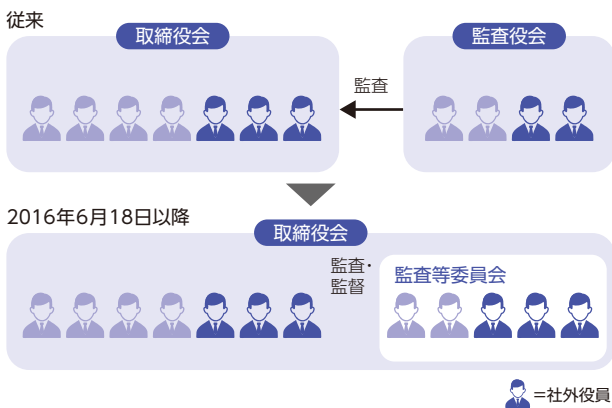 従来
取締役会
監査役会
監査
2016年6月18日以降
取締役会
監査・
監督
監査等委員会
=社外役員